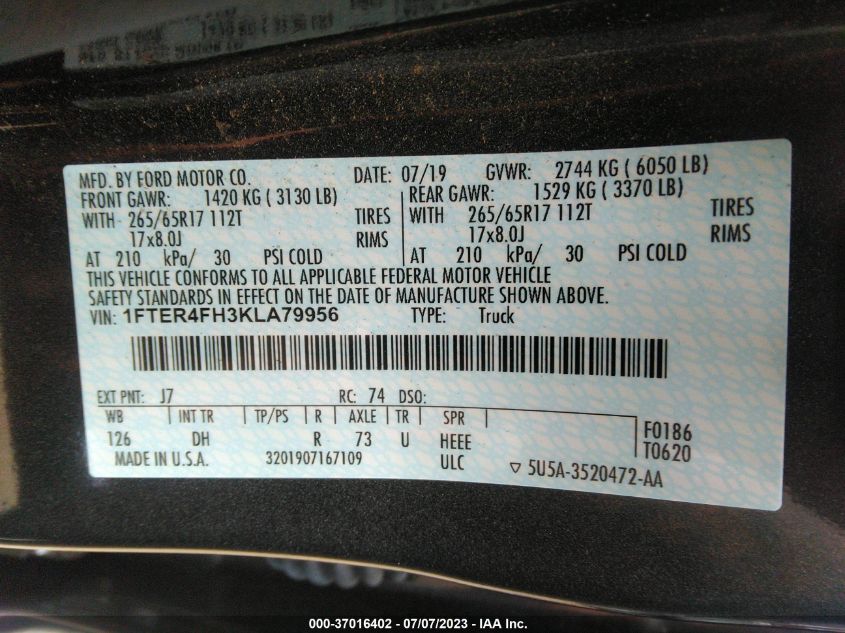 MFD. BY FORD MOTOR CO. DATE: 07/19 GVWR: 2744 KG ( 6050 LB)
FRONT GAWR: 1420 KG ( 3130 LB) REAR GAWR: 1529 KG ( 3370 LB)
WITH 265/65R17 112T TIRES WITH 265/65R17 112T TIRES
17x8.0J RIMS 17x8.0J RIMS
AT 210 kPa/ 30 PSI COLD AT 210 kPa/ 30 PSI COLD
THIS VEHICLE CONFORMS TO ALL APPLICABLE FEDERAL MOTOR VEHICLE
SAFETY STANDARDS IN EFFECT ON THE DATE OF MANUFACTURE SHOWN ABOVE.
VIN: 1FTER4FH3KLA79956 TYPE: Truck
EXT PNT: J7 RC: 74 DSO:
WB INT TR TP/PS R AXLE TR SPR
126 DH R 73 U HEEE F0186
T0620
MADE IN U.S.A. 3201907167109 ULC ▽ 5U5A-3520472-AA
000-37016402 - 07/07/2023 - IAA Inc.